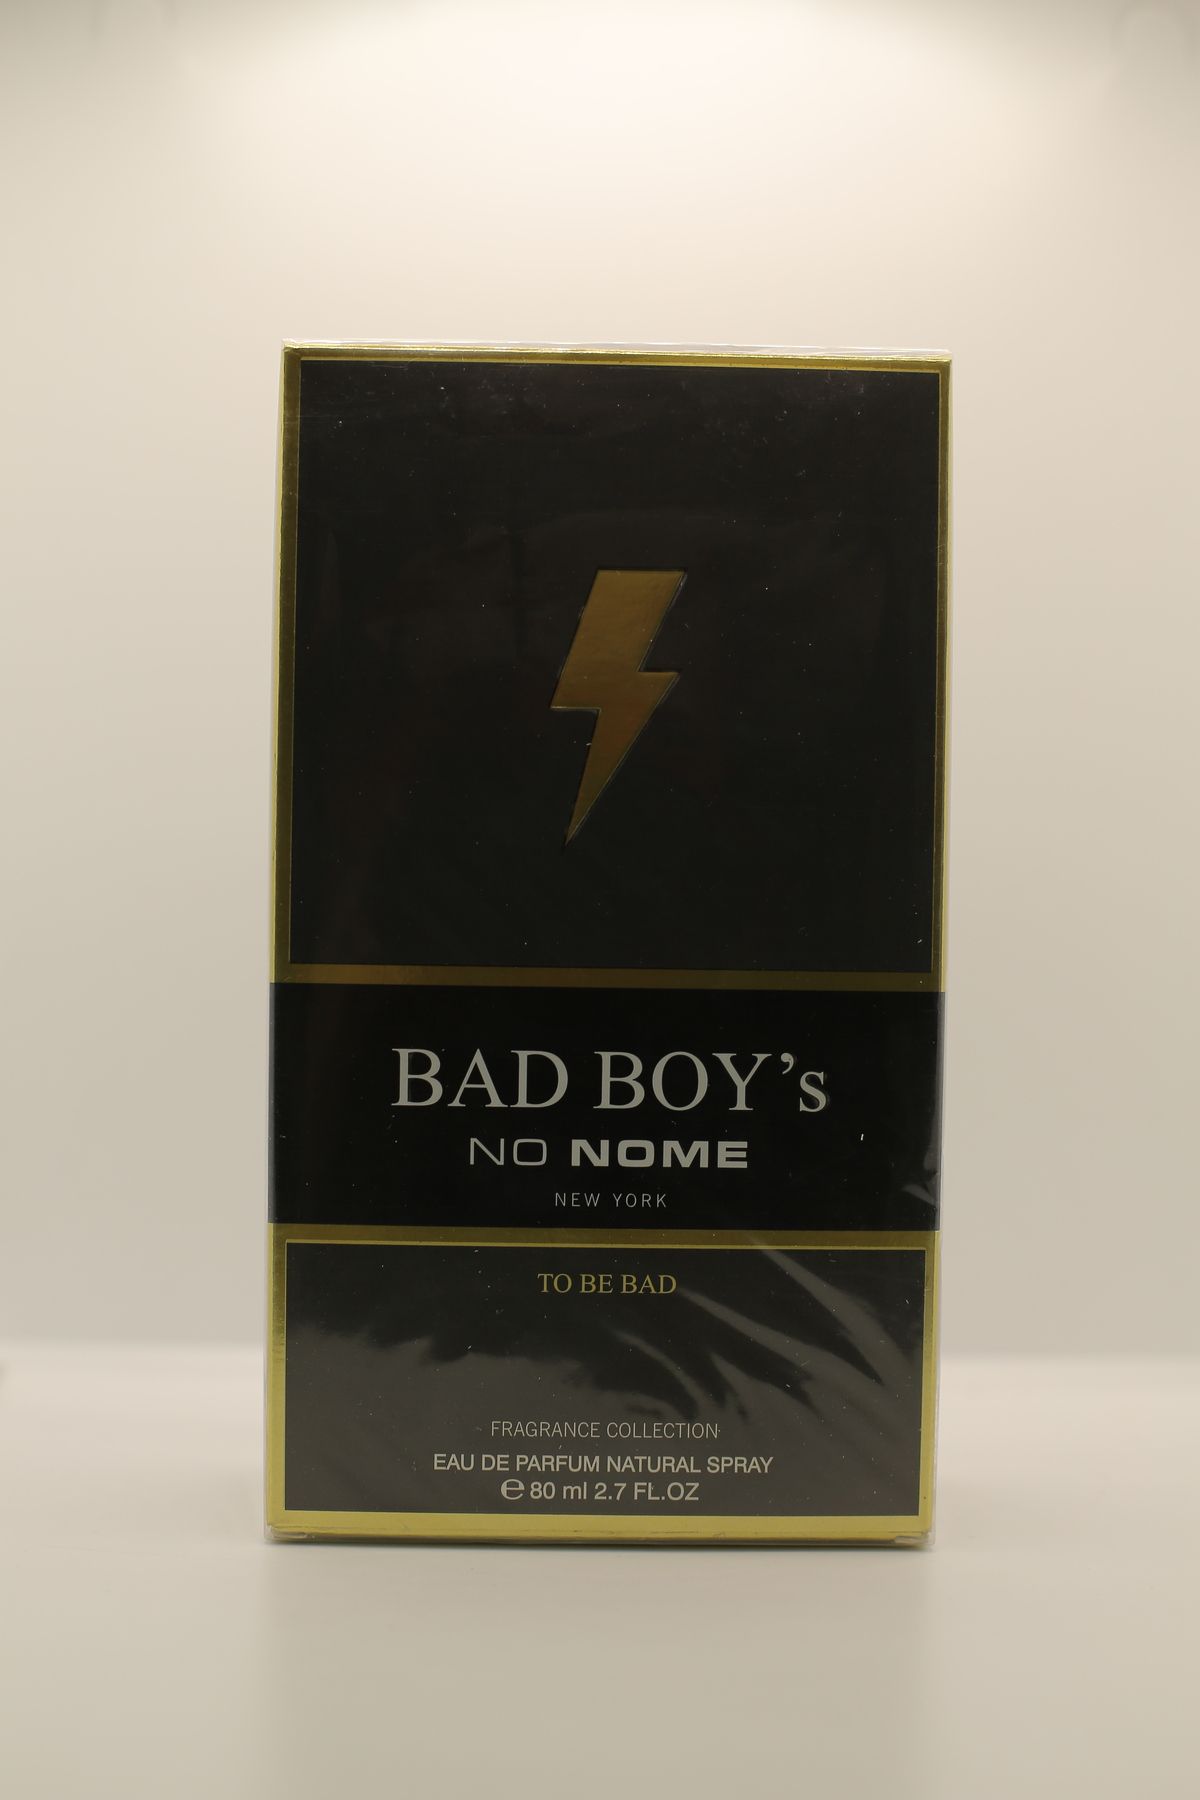 BAD BOY’s
NO NOME
NEW YORK
TO BE BAD
FRAGRANCE COLLECTION
EAU DE PARFUM NATURAL SPRAY
℮ 80 ml 2.7 FL.OZ